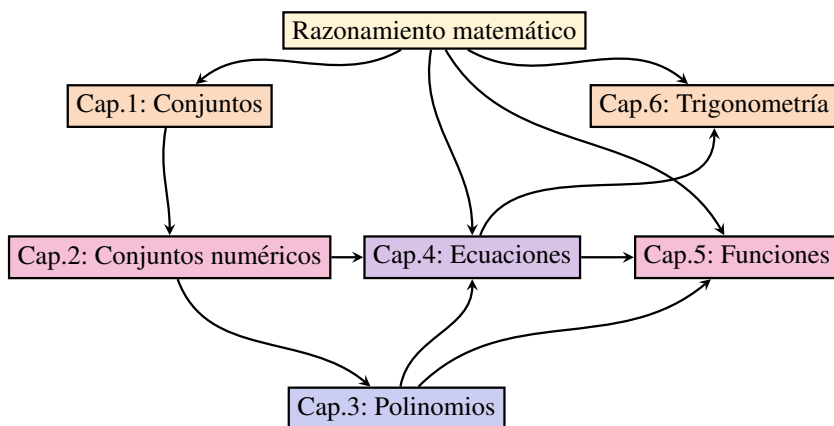 Razonamiento matemático
Cap.1: Conjuntos
Cap.6: Trigonometría
Cap.2: Conjuntos numéricos
Cap.4: Ecuaciones
Cap.5: Funciones
Cap.3: Polinomios